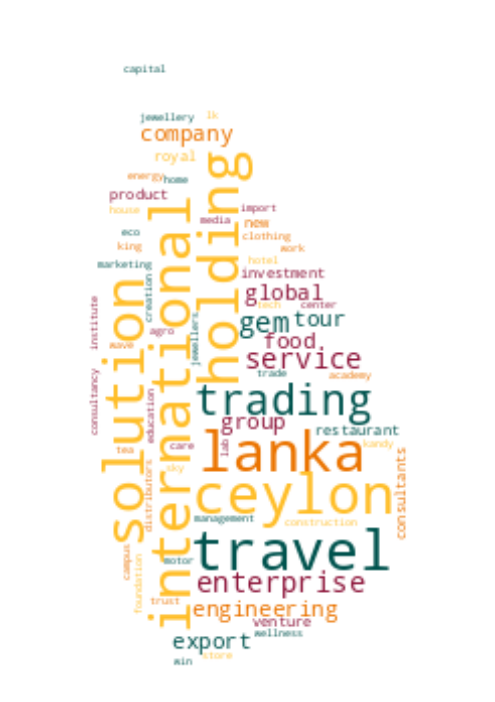 capital
jewellery
lk
company
royal
holding
energy
home
product
international
house
import
media
new
eco
clothing
king
work
hotel
marketing
investment
creation
solution
global
institute
tech
center
gem
tour
agro
jewellers
food
wave
service
trade
academy
consultancy
trading
education
group
restaurant
lanka
lab
care
kandy
tea
consultants
distributors
sky
ceylon
management
construction
travel
campus
motor
foundation
enterprise
trust
engineering
venture
wellness
export
store
win